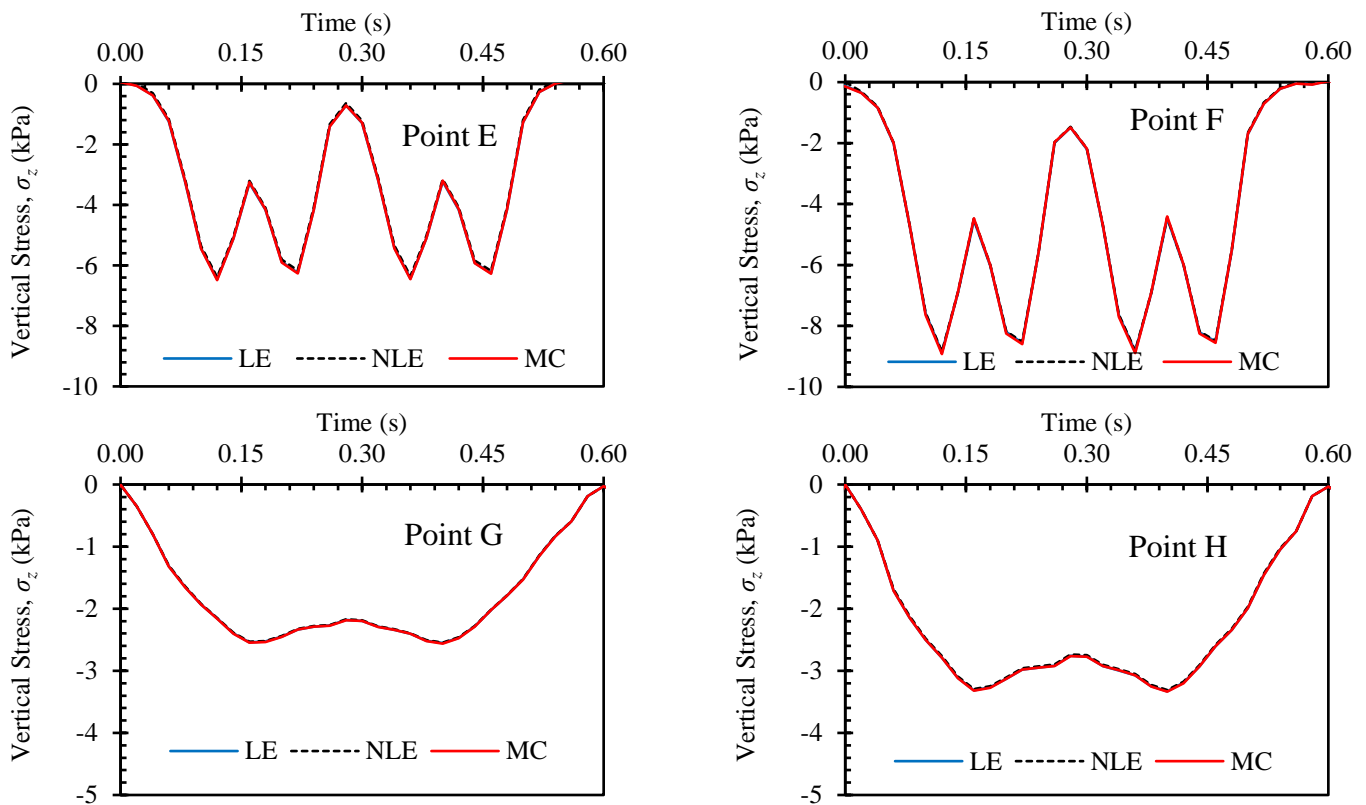 Time (s)
0.00 0.15 0.30 0.45 0.60
0
-2
-4
-6
-8
-10
Vertical Stress, σz (kPa)
Point E
LE NLE MC
Time (s)
0.00 0.15 0.30 0.45 0.60
0
-2
-4
-6
-8
-10
Vertical Stress, σz (kPa)
Point F
LE NLE MC
Time (s)
0.00 0.15 0.30 0.45 0.60
0
-1
-2
-3
-4
-5
Vertical Stress, σz (kPa)
Point G
LE NLE MC
Time (s)
0.00 0.15 0.30 0.45 0.60
0
-1
-2
-3
-4
-5
Vertical Stress, σz (kPa)
Point H
LE NLE MC